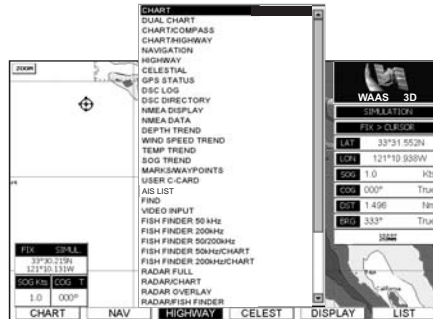 CHART
DUAL CHART
CHART/COMPASS
CHART/HIGHWAY
NAVIGATION
HIGHWAY
CELESTIAL
GPS STATUS
DSC LOG
DSC DIRECTORY
NMEA DISPLAY
NMEA DATA
DEPTH TREND
WIND SPEED TREND
TEMP TREND
SOG TREND
MARKS/WAYPOINTS
USER C-CARD
AIS LIST
FIND
VIDEO INPUT
FISH FINDER 50 kHz
FISH FINDER 200kHz
FISH FINDER 50/200kHz
FISH FINDER 50kHz/CHART
FISH FINDER 200kHz/CHART
RADAR FULL
RADAR/CHART
RADAR OVERLAY
RADAR/FISH FINDER
ZOOM
FIX SIMUL.
33°30.215N
121°10.131W
SOG Kts COG T
1.0 000°
WAAS 3D
SIMULATION
FIX > CURSOR
LAT 33°31.552N
LON 121°10.938W
SOG 1.0 Kts
COG 000° True
DST 1.496 Nm
BRG 333° True
California
CHART NAV HIGHWAY CELEST DISPLAY LIST